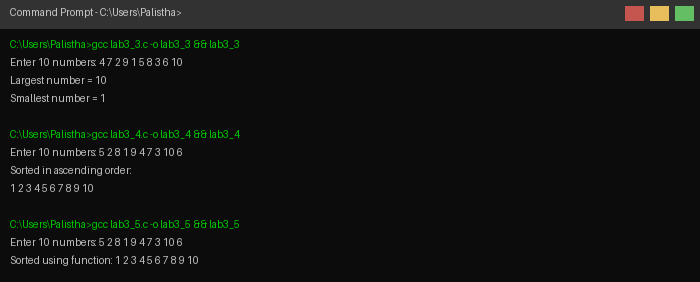 Command Prompt - C:\Users\Palistha>
C:\Users\Palistha>gcc lab3_3.c -o lab3_3 && lab3_3
Enter 10 numbers: 4 7 2 9 1 5 8 3 6 10
Largest number = 10
Smallest number = 1
C:\Users\Palistha>gcc lab3_4.c -o lab3_4 && lab3_4
Enter 10 numbers: 5 2 8 1 9 4 7 3 10 6
Sorted in ascending order:
1 2 3 4 5 6 7 8 9 10
C:\Users\Palistha>gcc lab3_5.c -o lab3_5 && lab3_5
Enter 10 numbers: 5 2 8 1 9 4 7 3 10 6
Sorted using function: 1 2 3 4 5 6 7 8 9 10